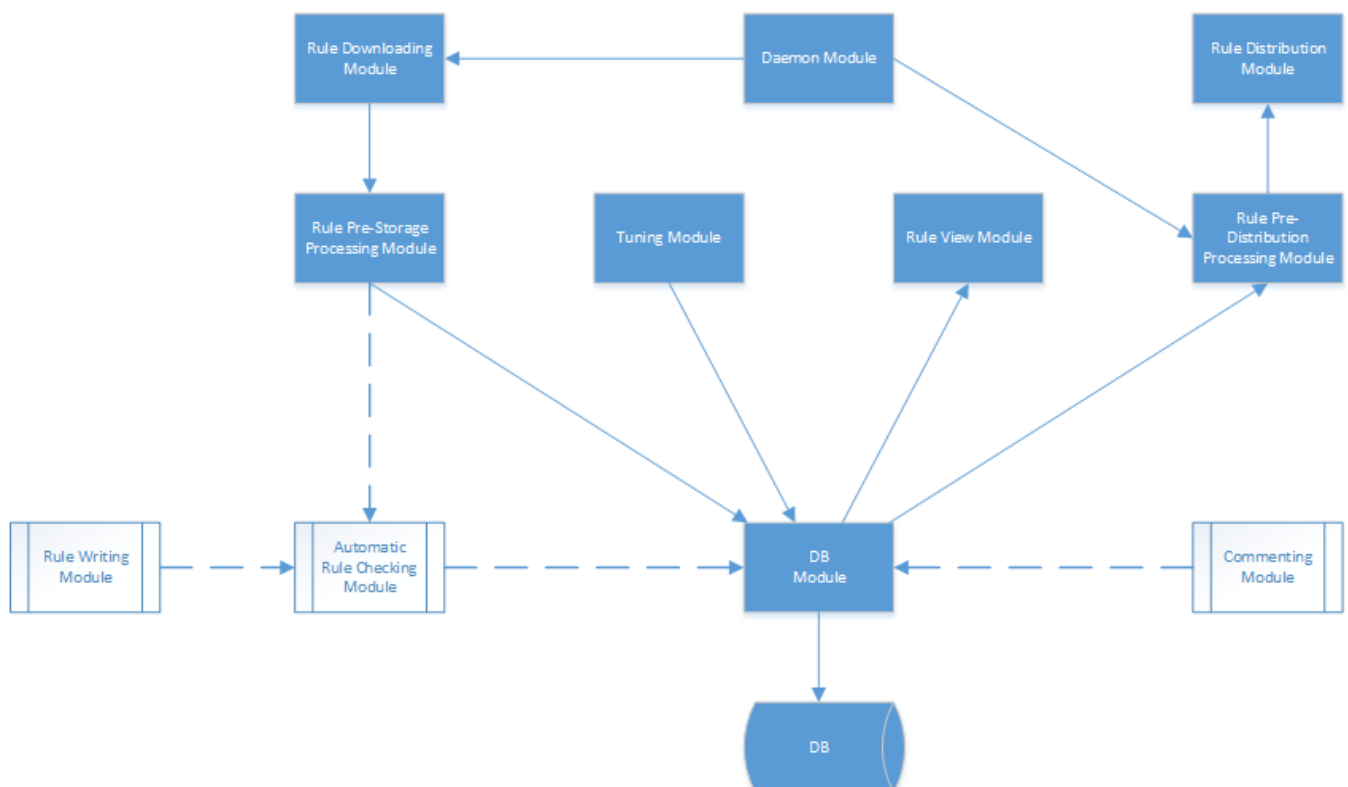 Rule Downloading
Module
Daemon Module
Rule Distribution
Module
Rule Pre-Storage
Processing Module
Tuning Module
Rule View Module
Rule Pre-
Distribution
Processing Module
Rule Writing
Module
Automatic
Rule Checking
Module
DB
Module
Commenting
Module
DB